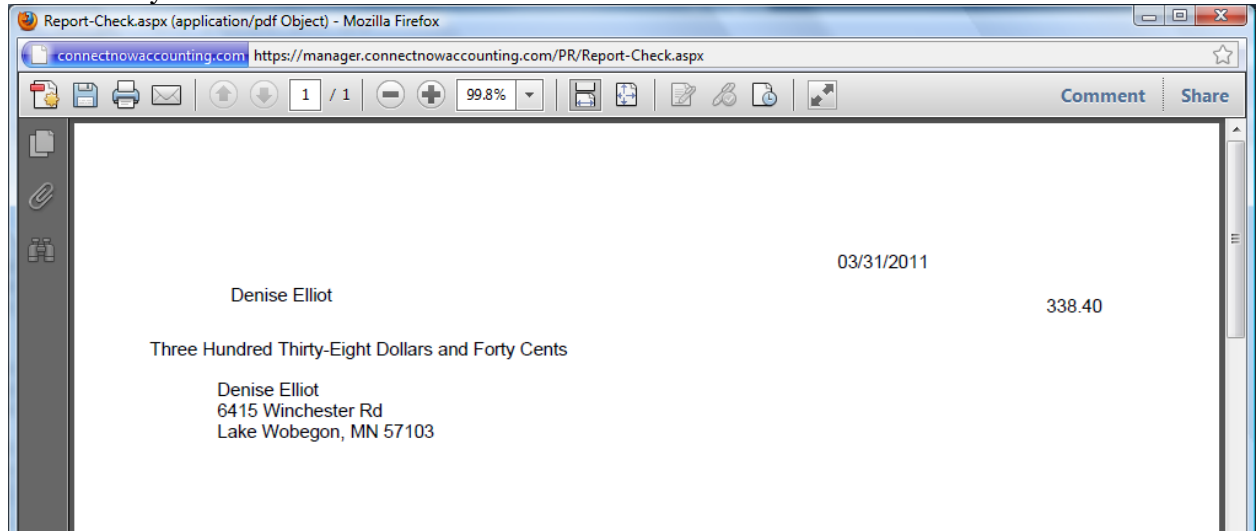 Report-Check.aspx (application/pdf Object) - Mozilla Firefox
connectnowaccounting.com https://manager.connectnowaccounting.com/PR/Report-Check.aspx
1 / 1 99.8% Comment Share
03/31/2011
Denise Elliot
338.40
Three Hundred Thirty-Eight Dollars and Forty Cents
Denise Elliot
6415 Winchester Rd
Lake Wobegon, MN 57103